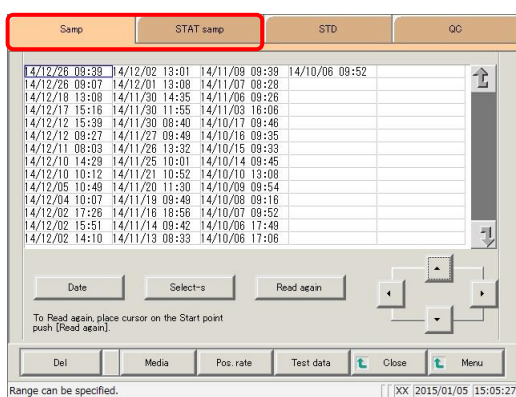 Samp STAT samp STD QC
14/12/26 09:39 14/12/02 13:01 14/11/09 09:39 14/10/06 09:52
14/12/26 09:07 14/12/01 13:08 14/11/07 08:28
14/12/18 13:08 14/11/30 14:35 14/11/06 09:26
14/12/17 15:16 14/11/30 11:55 14/11/03 16:06
14/12/12 15:39 14/11/30 08:40 14/10/17 09:46
14/12/12 09:27 14/11/27 09:49 14/10/16 09:35
14/12/11 08:03 14/11/26 13:32 14/10/15 09:33
14/12/10 14:29 14/11/25 10:01 14/10/14 09:45
14/12/10 10:12 14/11/21 10:52 14/10/10 13:08
14/12/05 10:49 14/11/20 11:30 14/10/09 09:54
14/12/04 10:07 14/11/19 09:49 14/10/08 09:16
14/12/02 17:26 14/11/16 18:56 14/10/07 09:52
14/12/02 15:51 14/11/14 09:42 14/10/06 17:49
14/12/02 14:10 14/11/13 08:33 14/10/06 17:06
Date Select-s Read again
To Read again, place cursor on the Start point
push [Read again].
Del Media Pos. rate Test data Close Menu
Range can be specified. XX 2015/01/05 15:05:27